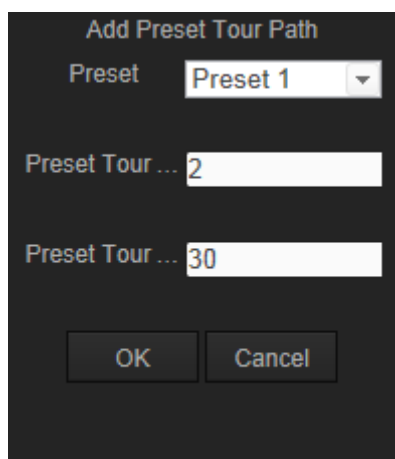 Add Preset Tour Path
Preset Preset 1
Preset Tour ... 2
Preset Tour ... 30
OK Cancel